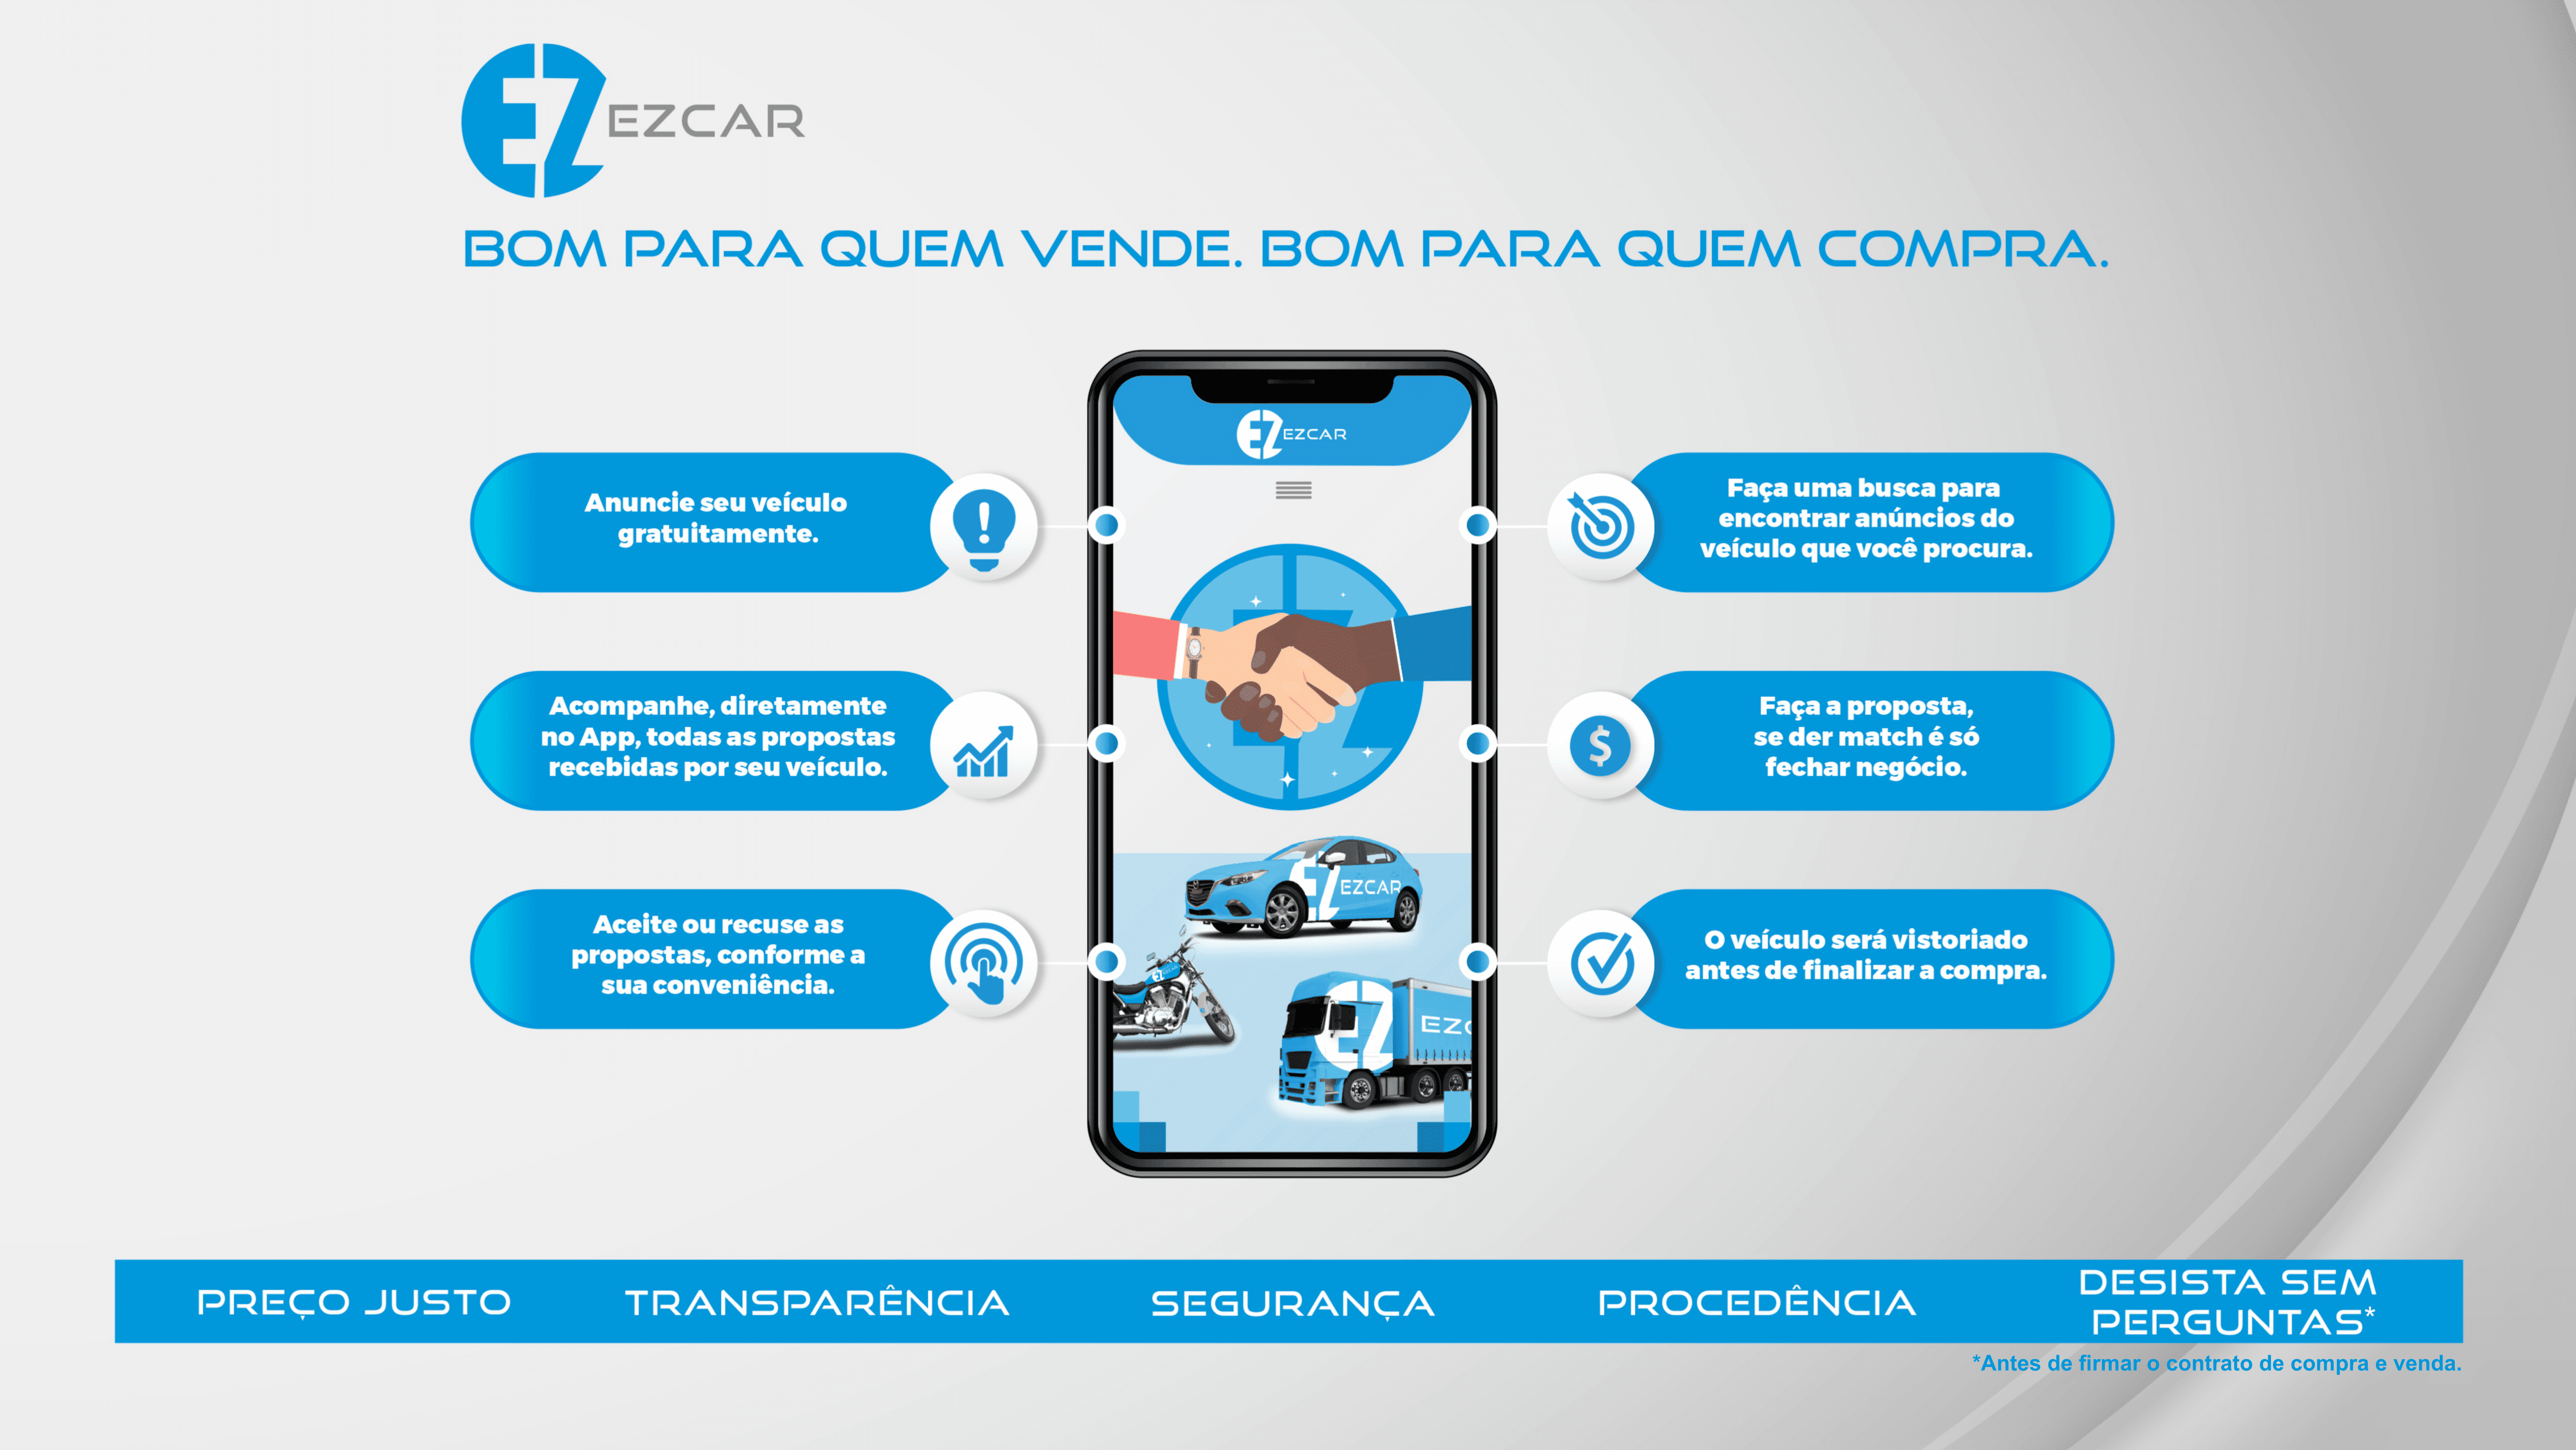 EZ EZCAR
BOM PARA QUEM VENDE. BOM PARA QUEM COMPRA.
Anuncie seu veículo
gratuitamente.
Acompanhe, diretamente
no App, todas as propostas
recebidas por seu veículo.
Aceite ou recuse as
propostas, conforme a
sua conveniência.
EZ EZCAR
EZ EZCAR
EZ EZC
Faça uma busca para
encontrar anúncios do
veículo que você procura.
$
Faça a proposta,
se der match é só
fechar negócio.
O veículo será vistoriado
antes de finalizar a compra.
PREÇO JUSTO
TRANSPARÊNCIA
SEGURANÇA
PROCEDÊNCIA
DESISTA SEM
PERGUNTAS*
*Antes de firmar o contrato de compra e venda.